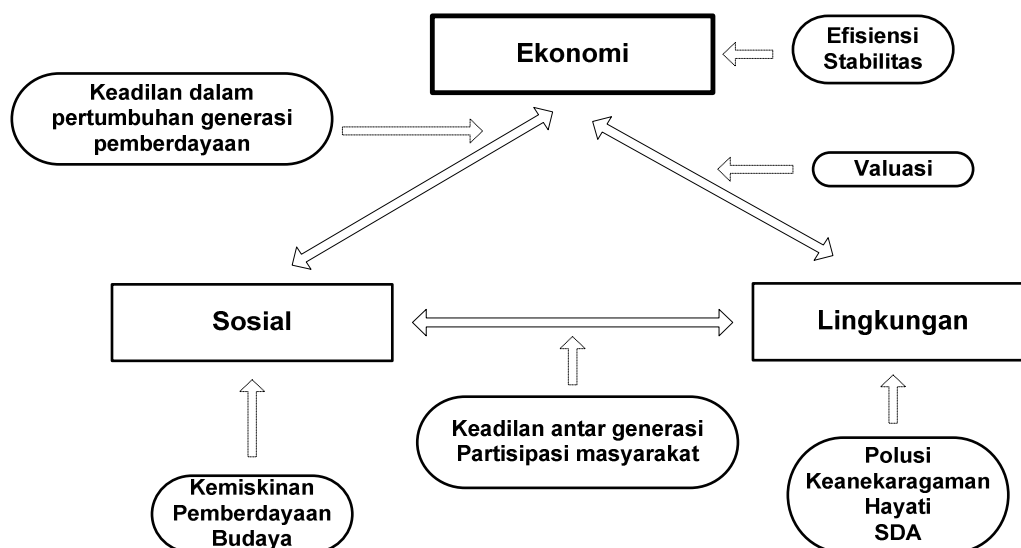 Ekonomi
Efisiensi
Stabilitas
Keadilan dalam
pertumbuhan generasi
pemberdayaan
Valuasi
Sosial
Lingkungan
Keadilan antar generasi
Partisipasi masyarakat
Kemiskinan
Pemberdayaan
Budaya
Polusi
Keanekaragaman
Hayati
SDA